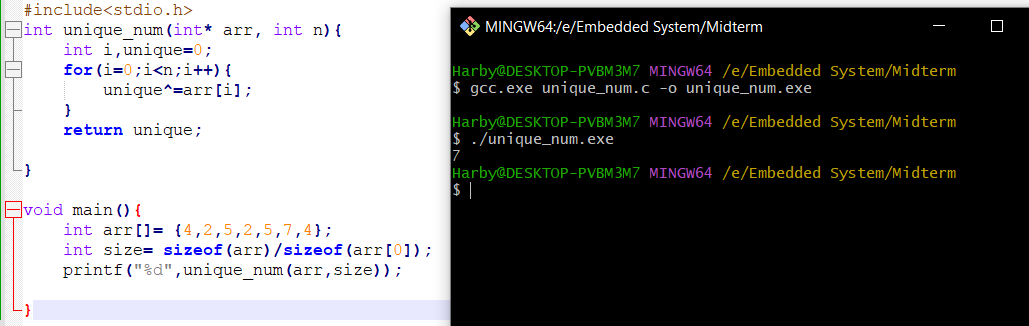 #include<stdio.h>
int unique_num(int* arr, int n){
int i,unique=0;
for(i=0;i<n;i++){
unique^=arr[i];
}
return unique;
}
void main(){
int arr[]= {4,2,5,2,5,7,4};
int size= sizeof(arr)/sizeof(arr[0]);
printf("%d",unique_num(arr,size));
}
MINGW64:/e/Embedded System/Midterm
Harby@DESKTOP-PVBM3M7 MINGW64 /e/Embedded System/Midterm
$ gcc.exe unique_num.c -o unique_num.exe
Harby@DESKTOP-PVBM3M7 MINGW64 /e/Embedded System/Midterm
$ ./unique_num.exe
7
Harby@DESKTOP-PVBM3M7 MINGW64 /e/Embedded System/Midterm
$